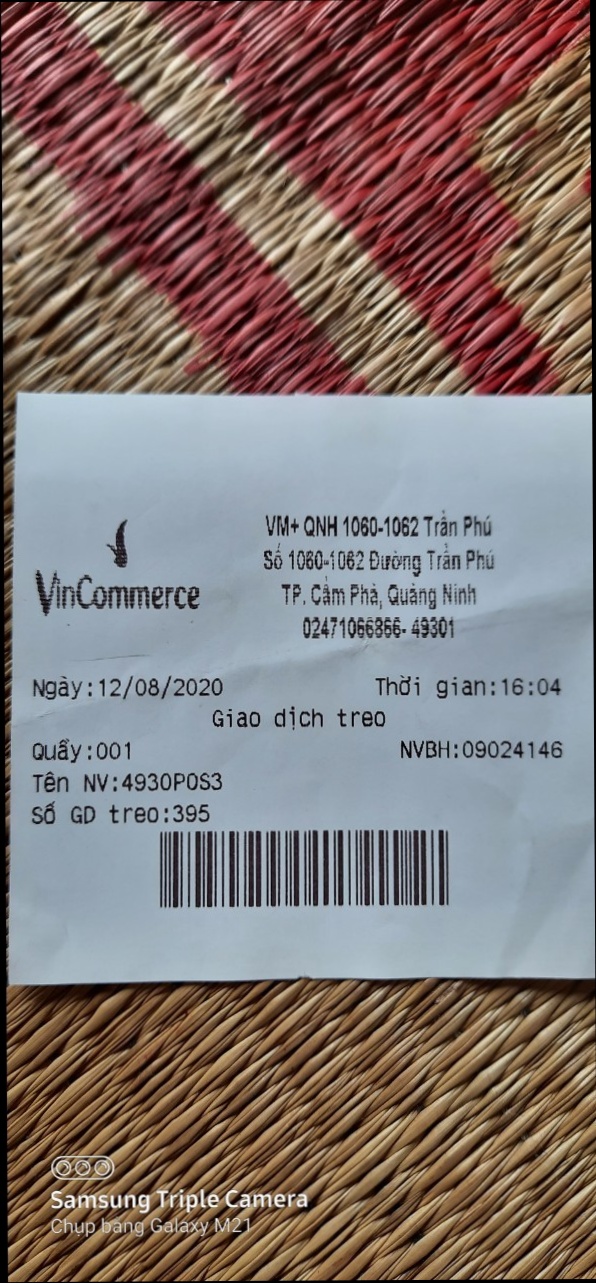 VinCommerce
VM+ QNH 1060-1062 Trần Phú
Số 1060-1062 Đường Trần Phú
TP. Cẩm Phả, Quảng Ninh
02471066866- 49301
Ngày:12/08/2020 Thời gian:16:04
Giao dịch treo
Quầy:001 NVBH:09024146
Tên NV:4930POS3
Số GD treo:395
Samsung Triple Camera
Chụp bằng Galaxy M21